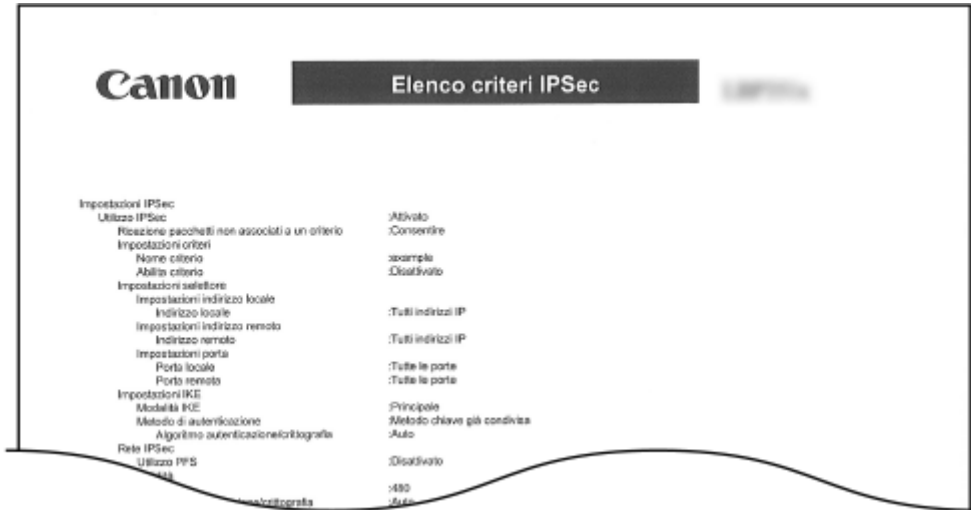 Canon
Elenco criteri IPSec
Impostazioni IPSec
Utilizzo IPSec :Attivato
Ricezione pacchetti non associati a un criterio :Consentire
Impostazioni criteri
Nome criterio :example
Abilita criterio :Disattivato
Impostazioni selettore
Impostazioni indirizzo locale
Indirizzo locale :Tutti indirizzi IP
Impostazioni indirizzo remoto
Indirizzo remoto :Tutti indirizzi IP
Impostazioni porta
Porta locale :Tutte le porte
Porta remota :Tutte le porte
Impostazioni IKE
Modalità IKE :Principale
Metodo di autenticazione :Metodo chiave già condivisa
Algoritmo autenticazione/crittografia :Auto
Rete IPSec
Utilizzo PFS :Disattivato
:480
/crittografia :Auto